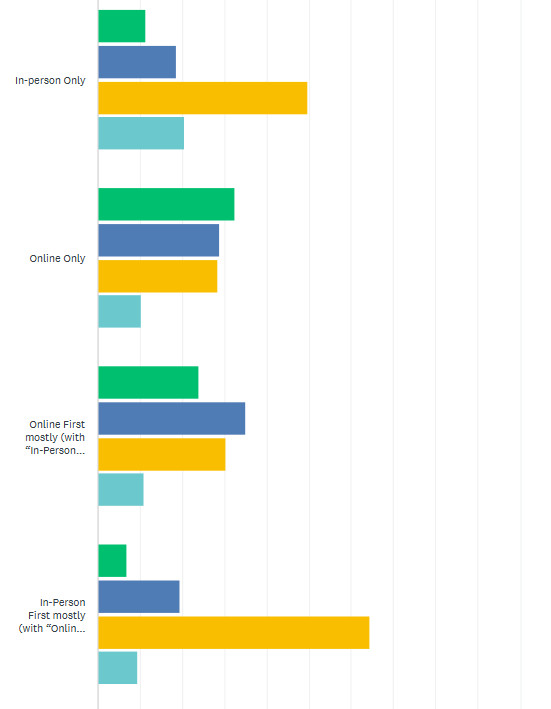 In-person Only
Online Only
Online First
mostly (with
“In-Person...
In-Person
First mostly
(with “Onlin...